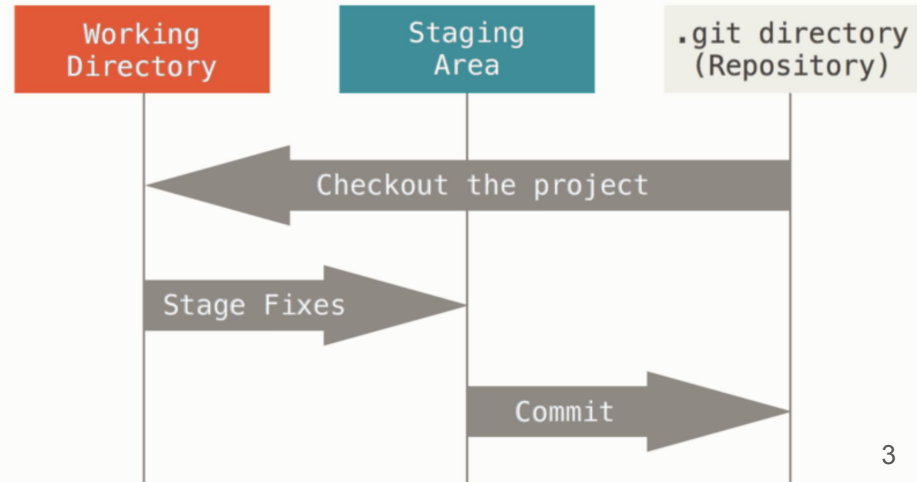 Working
Directory
Staging
Area
.git directory
(Repository)
Checkout the project
Stage Fixes
Commit
3